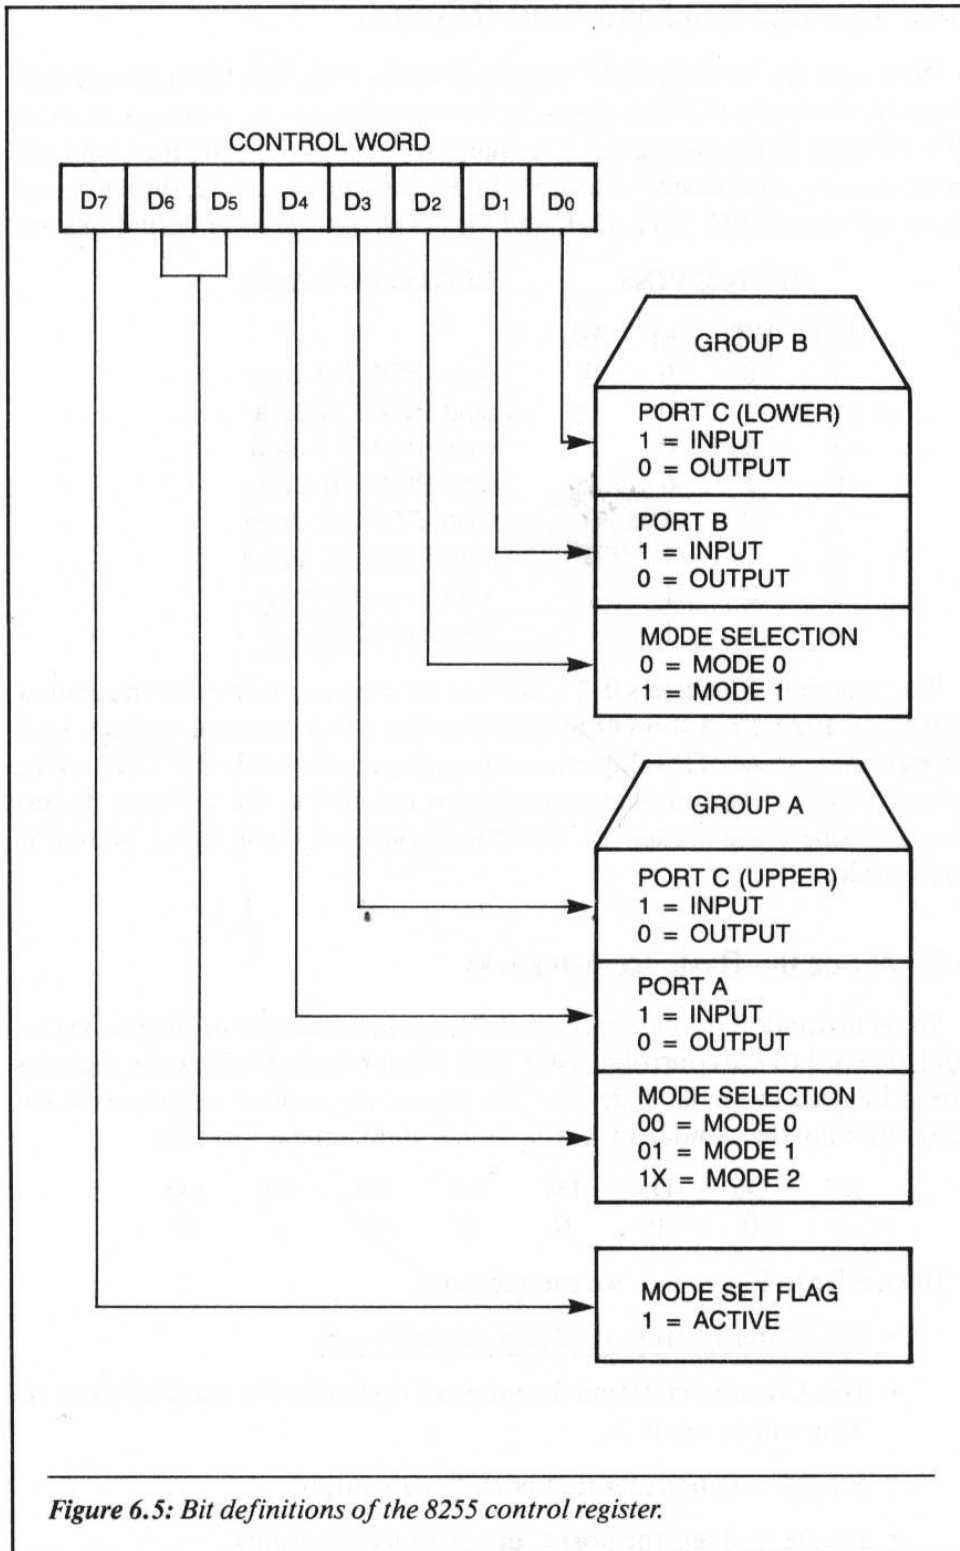 CONTROL WORD
D7 D6 D5 D4 D3 D2 D1 D0
GROUP B
PORT C (LOWER)
1 = INPUT
0 = OUTPUT
PORT B
1 = INPUT
0 = OUTPUT
MODE SELECTION
0 = MODE 0
1 = MODE 1
GROUP A
PORT C (UPPER)
1 = INPUT
0 = OUTPUT
PORT A
1 = INPUT
0 = OUTPUT
MODE SELECTION
00 = MODE 0
01 = MODE 1
1X = MODE 2
MODE SET FLAG
1 = ACTIVE
Figure 6.5: Bit definitions of the 8255 control register.